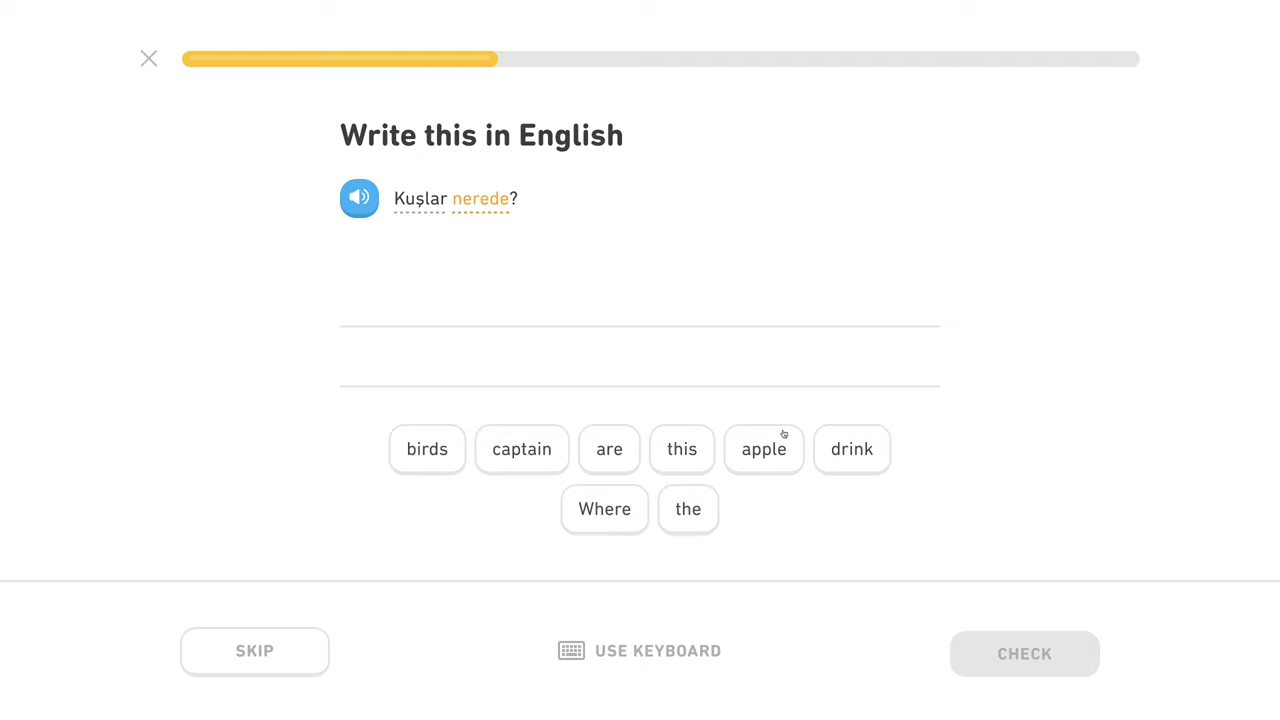 Write this in English
Kuşlar nerede?
birds captain are this apple drink
Where the
SKIP USE KEYBOARD CHECK